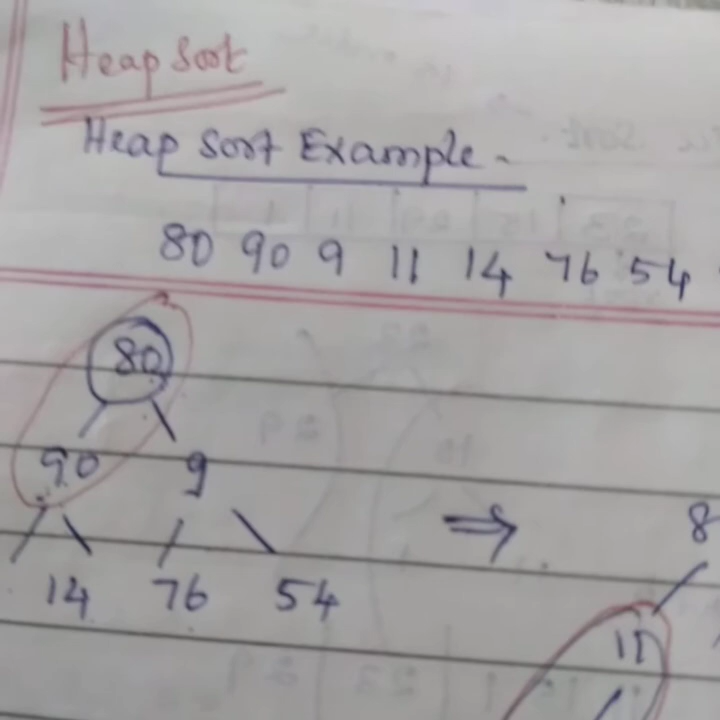 Heap Sort
Heap Sort Example -
80 90 9 11 14 76 54
80
90 9
14 76 54 ⇒ 8
11